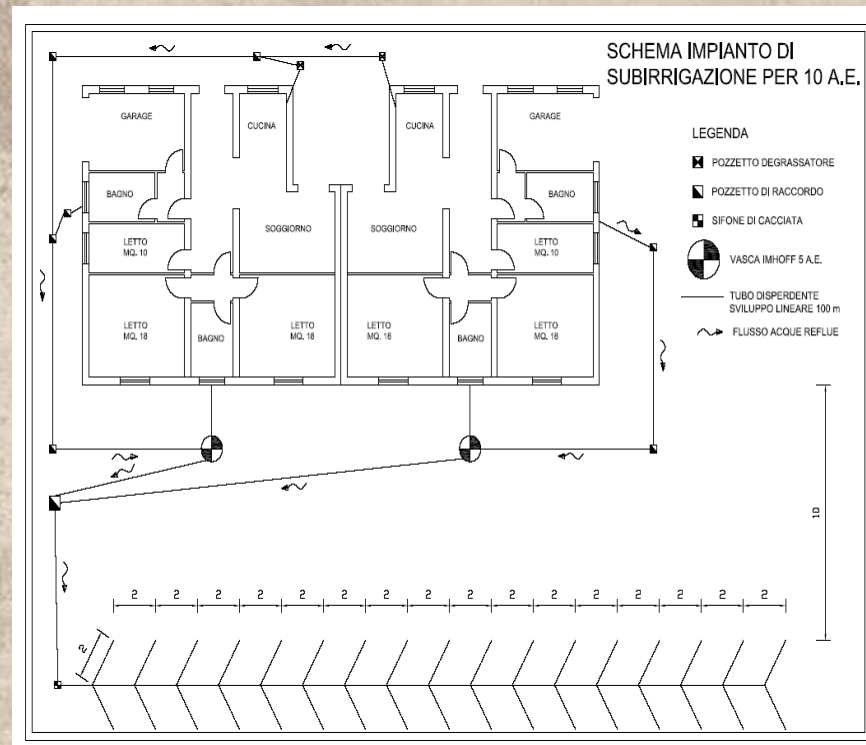 SCHEMA IMPIANTO DI
SUBIRRIGAZIONE PER 10 A.E.
LEGENDA
POZZETTO DEGRASSATORE
POZZETTO DI RACCORDO
SIFONE DI CACCIATA
VASCA IMHOFF 5 A.E.
TUBO DISPERDENTE
SVILUPPO LINEARE 100 m
FLUSSO ACQUE REFLUE
GARAGE
CUCINA
CUCINA
GARAGE
BAGNO
BAGNO
LETTO
MQ. 10
SOGGIORNO
SOGGIORNO
LETTO
MQ. 10
LETTO
MQ. 18
BAGNO
LETTO
MQ. 18
LETTO
MQ. 18
BAGNO
LETTO
MQ. 18
10
2 2 2 2 2 2 2 2 2 2 2 2 2 2 2 2
2